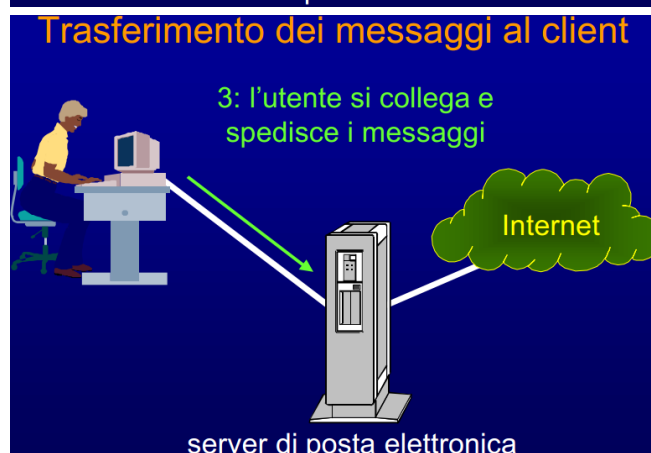 Trasferimento dei messaggi al client
3: l'utente si collega e
spedisce i messaggi
Internet
server di posta elettronica